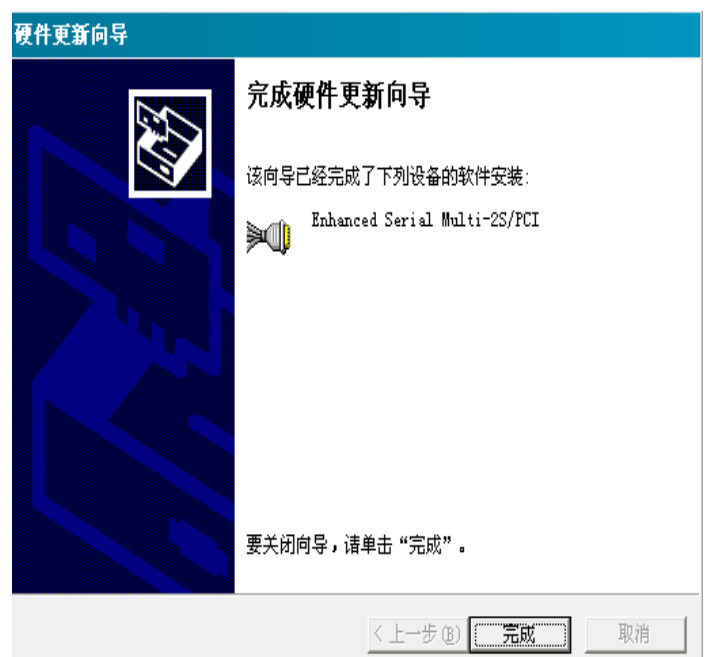 硬件更新向导
完成硬件更新向导
该向导已经完成了下列设备的软件安装:
Enhanced Serial Multi-2S/PCI
要关闭向导，请单击“完成”。
< 上一步(B) 完成 取消